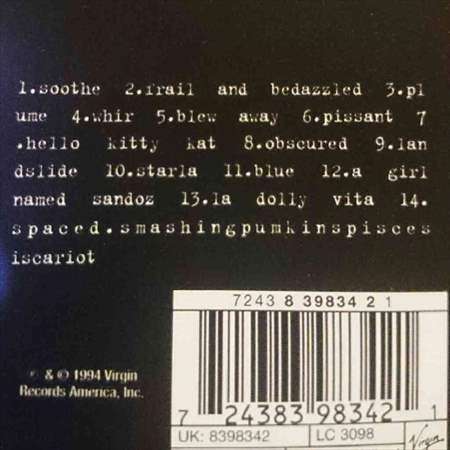 1.soothe 2.frail and bedazzled 3.pl
ume 4.whir 5.blew away 6.pissant 7
.hello kitty kat 8.obscured 9.lan
dslide 10.starla 11.blue 12.a girl
named sandoz 13.la dolly vita 14.
spaced.smashingpumkinspisces
iscariot
7243 8 39834 2 1
℗ & © 1994 Virgin
Records America, Inc.
7 24383 98342 1
UK: 8398342 LC 3098
Virgin